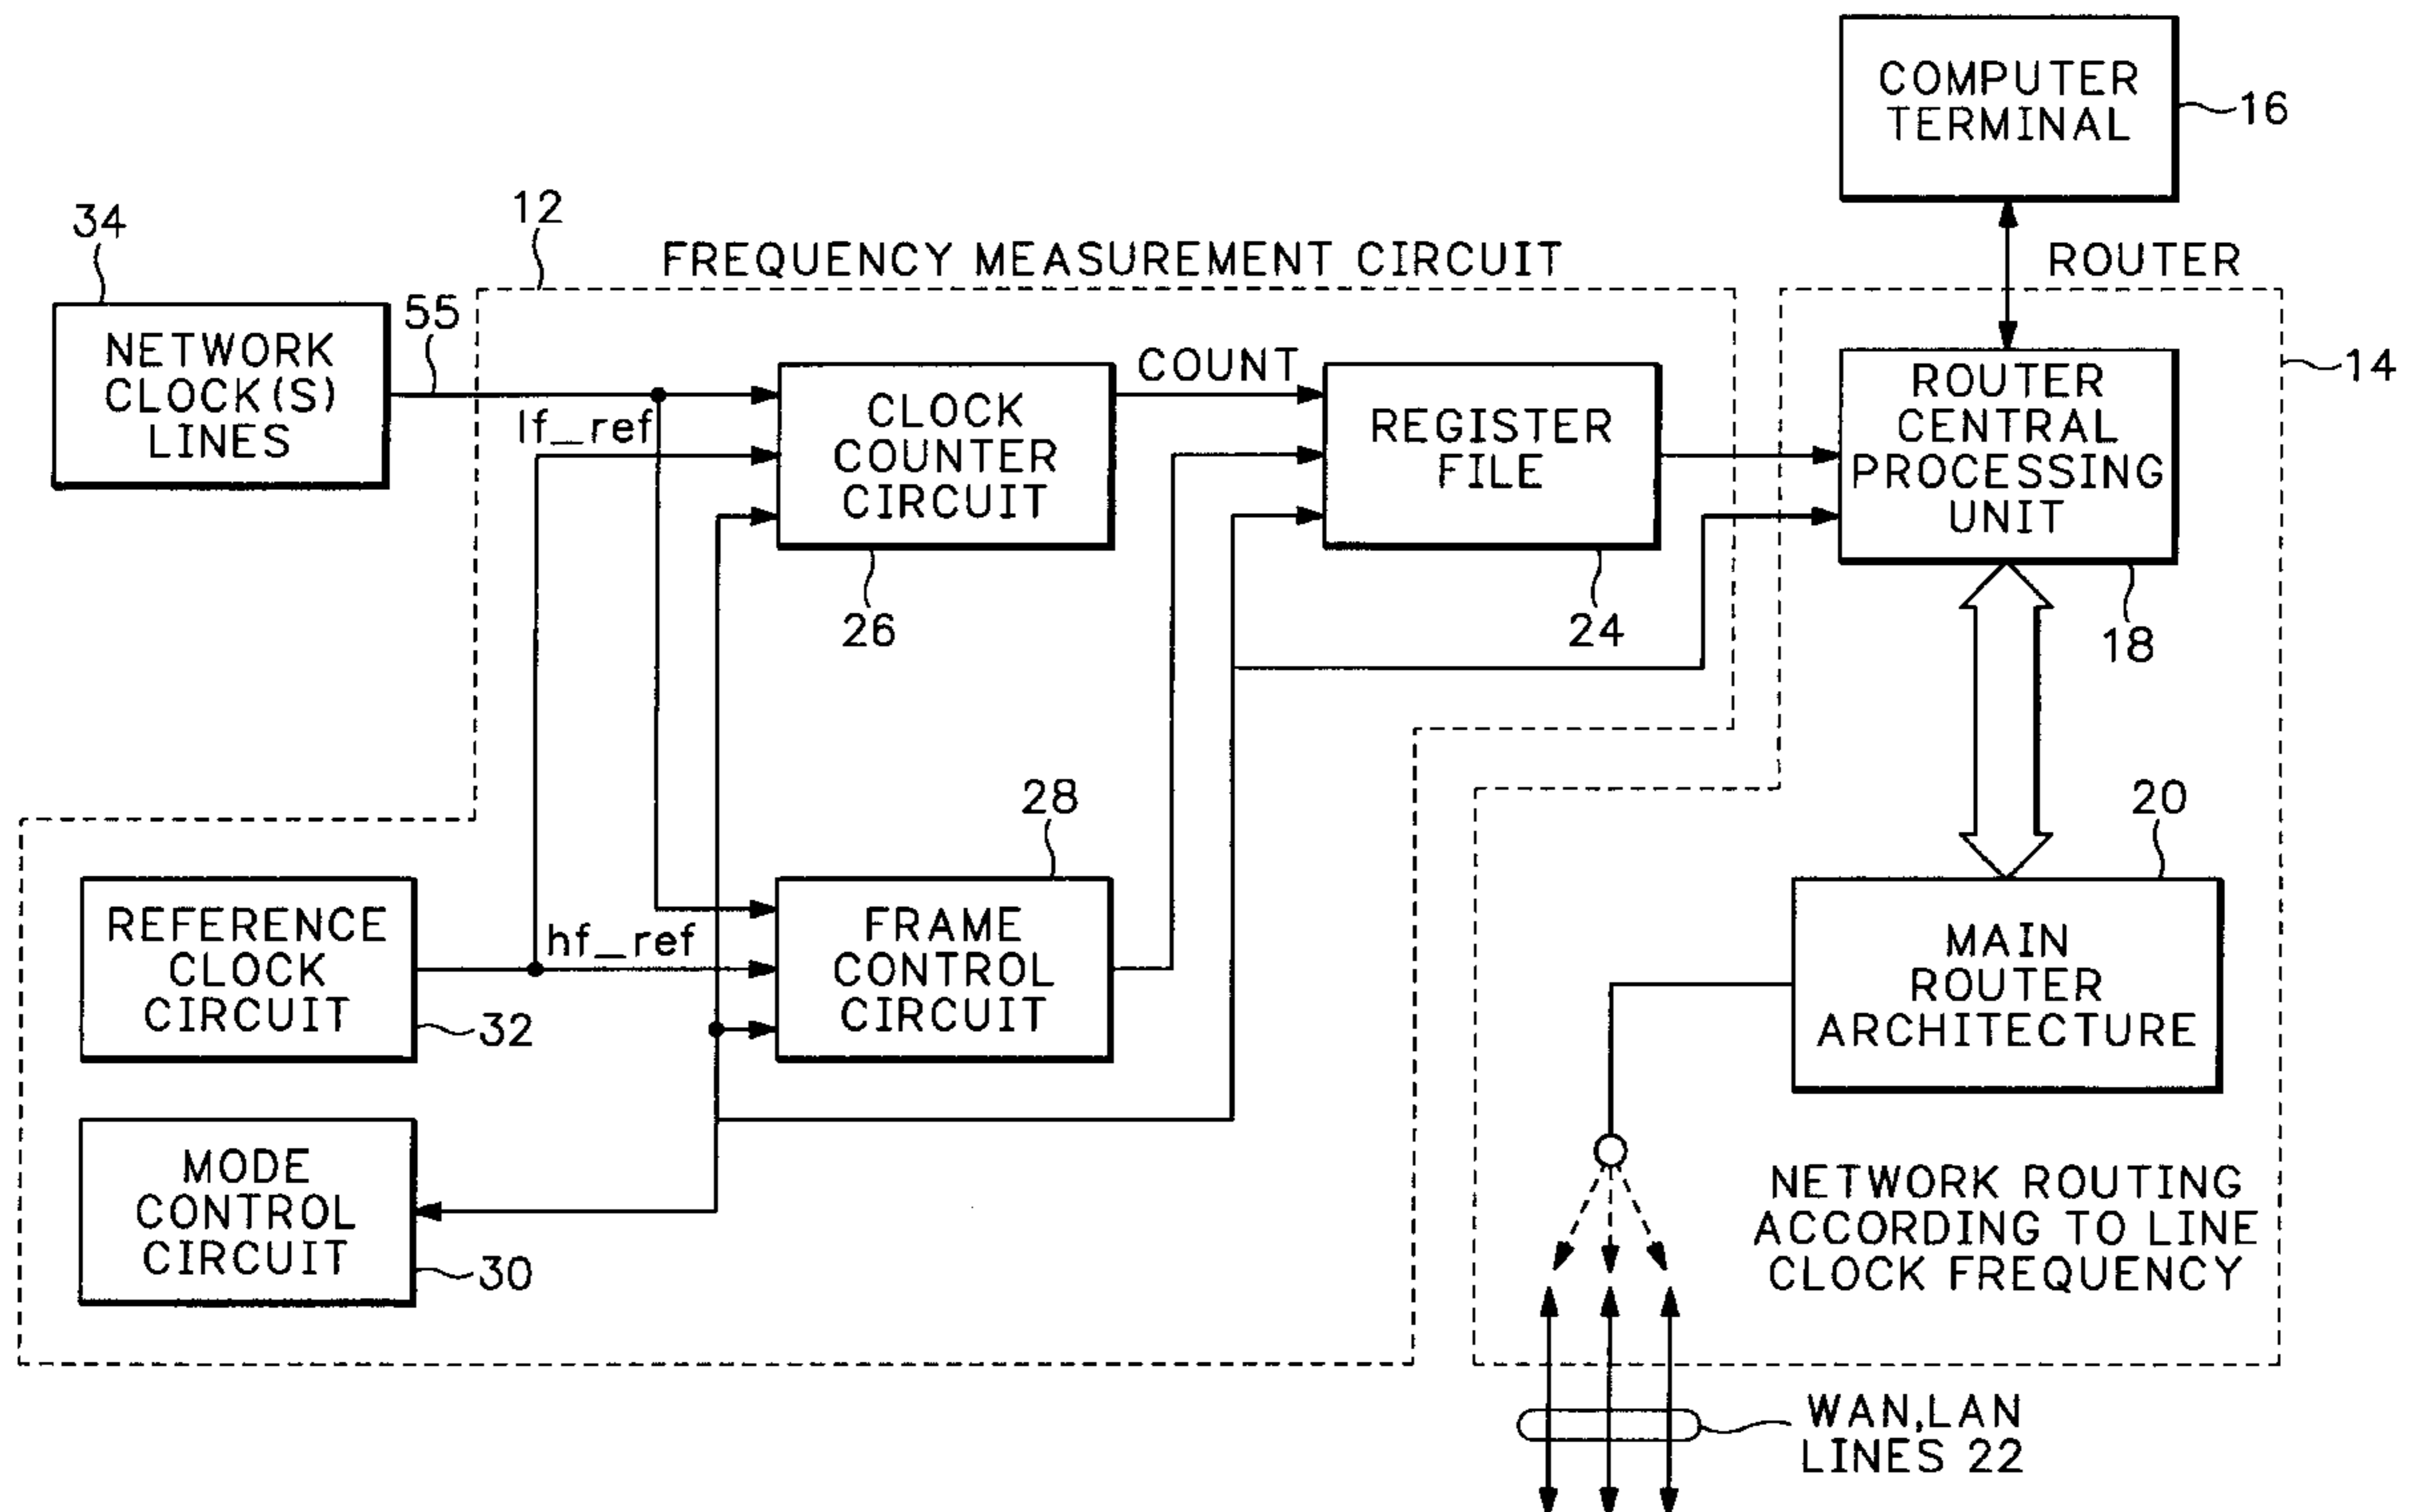 COMPUTER
TERMINAL
16
12
34
FREQUENCY MEASUREMENT CIRCUIT
ROUTER
55
NETWORK
CLOCK(S)
LINES
lf_ref
CLOCK
COUNTER
CIRCUIT
26
COUNT
REGISTER
FILE
24
ROUTER
CENTRAL
PROCESSING
UNIT
14
18
28
20
REFERENCE
CLOCK
CIRCUIT
32
hf_ref
FRAME
CONTROL
CIRCUIT
MAIN
ROUTER
ARCHITECTURE
MODE
CONTROL
CIRCUIT
30
NETWORK ROUTING
ACCORDING TO LINE
CLOCK FREQUENCY
WAN,LAN
LINES 22